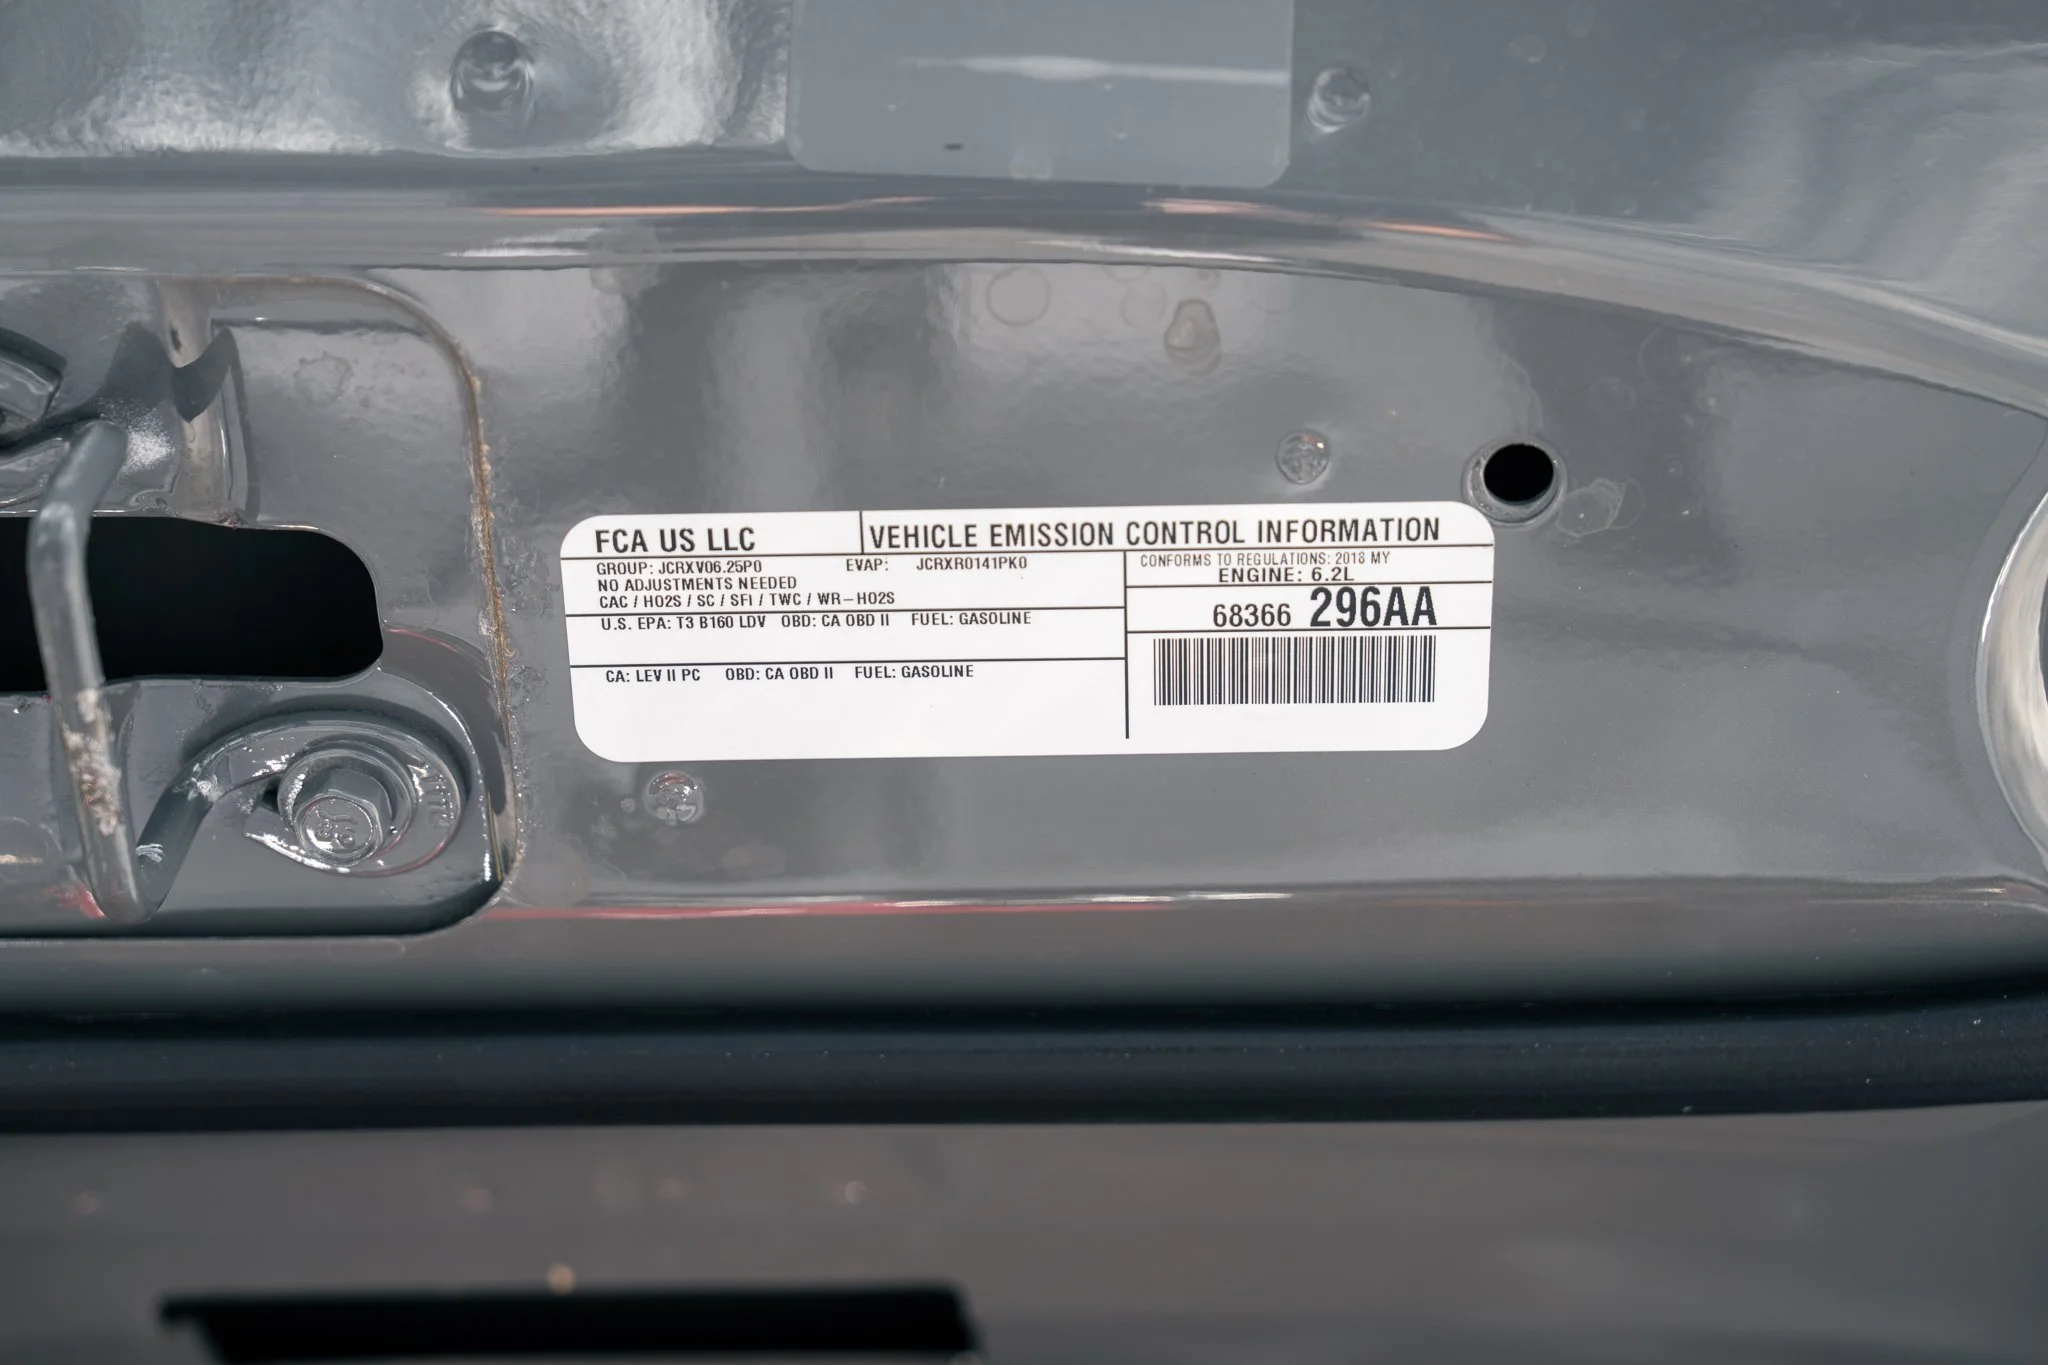 FCA US LLC
VEHICLE EMISSION CONTROL INFORMATION
GROUP: JCRXV06.25P0 EVAP: JCRXR0141PK0
NO ADJUSTMENTS NEEDED
CAC / HO2S / SC / SFI / TWC / WR-HO2S
U.S. EPA: T3 B160 LDV OBD: CA OBD II FUEL: GASOLINE
CA: LEV II PC OBD: CA OBD II FUEL: GASOLINE
CONFORMS TO REGULATIONS: 2018 MY
ENGINE: 6.2L
68366 296AA